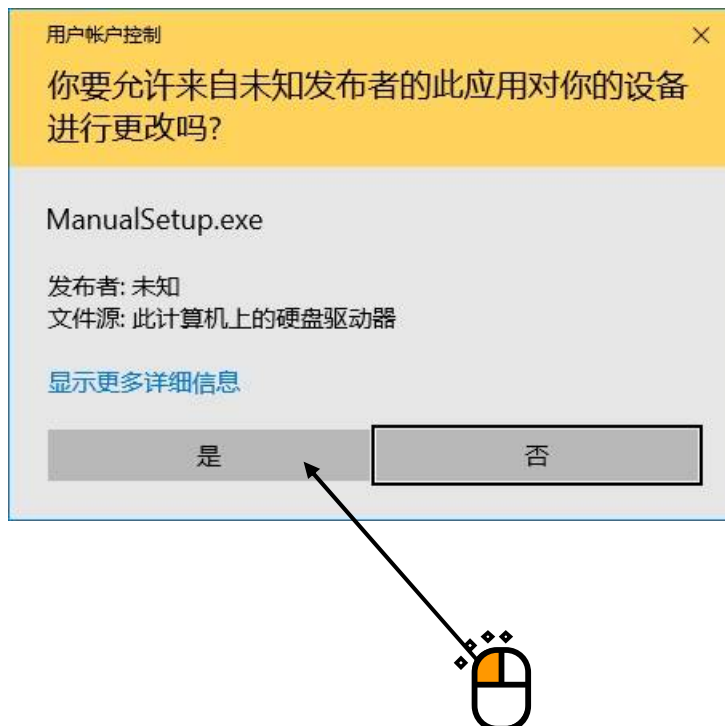 用户帐户控制
你要允许来自未知发布者的此应用对你的设备
进行更改吗?
ManualSetup.exe
发布者: 未知
文件源: 此计算机上的硬盘驱动器
显示更多详细信息
是
否